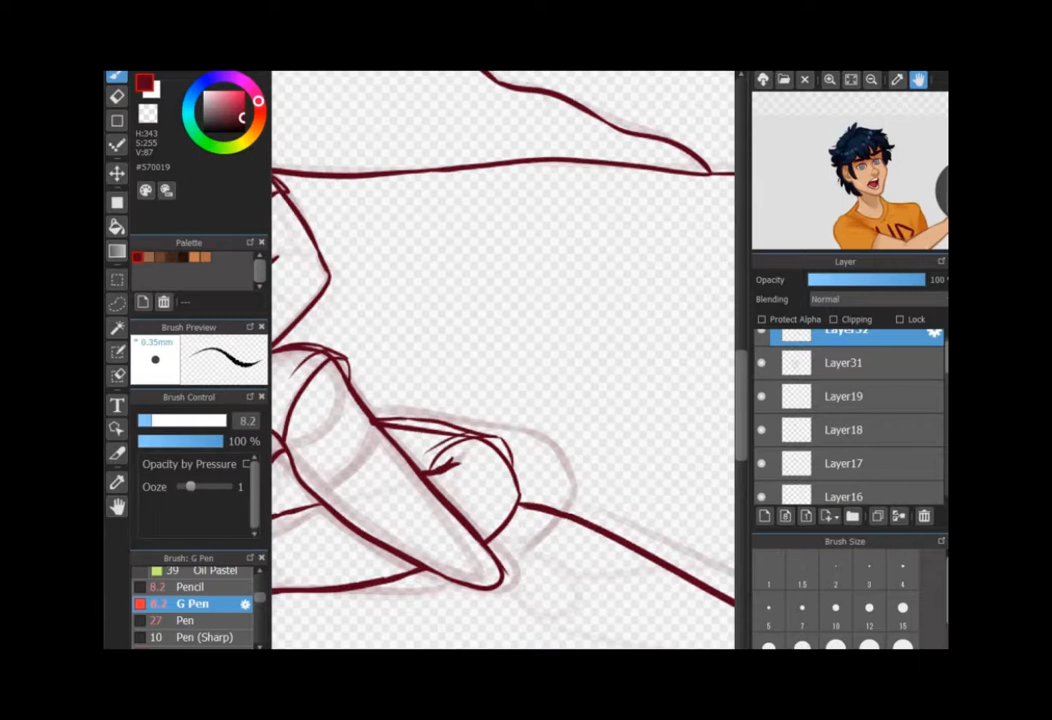 H:343
S:255
V:87
#570019
Palette
---
Brush Preview
* 0.35mm
Brush Control
8.2
100 %
Opacity by Pressure
Ooze
1
Brush: G Pen
39 Oil Pastel
8.2 Pencil
8.2 G Pen
27 Pen
10 Pen (Sharp)
Layer
Opacity
100
Blending
Normal
Protect Alpha
Clipping
Lock
Layer32
Layer31
Layer19
Layer18
Layer17
Layer16
Brush Size
1 1.5 2 3 4
5 7 10 12 15